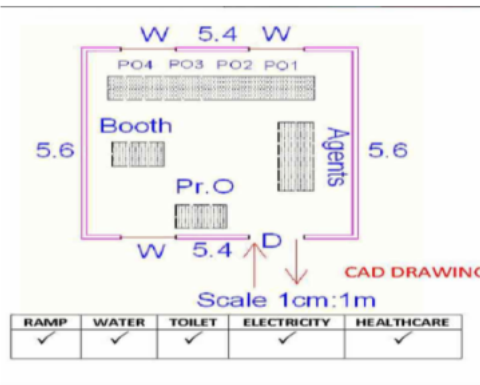 W 5.4 W
PO4 PO3 PO2 PO1
Booth
5.6
Agents
5.6
Pr.O
W 5.4 D
CAD DRAWING
Scale 1cm:1m
RAMP WATER TOILET ELECTRICITY HEALTHCARE
✓ ✓ ✓ ✓ ✓